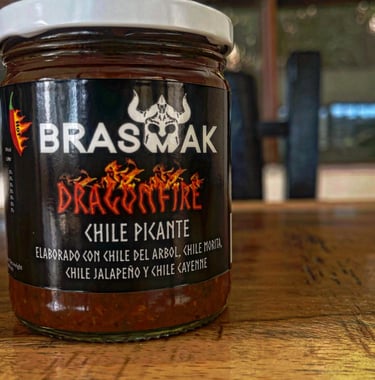 BRASMAK
DRAGONFIRE
CHILE PICANTE
ELABORADO CON CHILE DEL ARBOL, CHILE MORITA,
CHILE JALAPEÑO Y CHILE CAYENNE